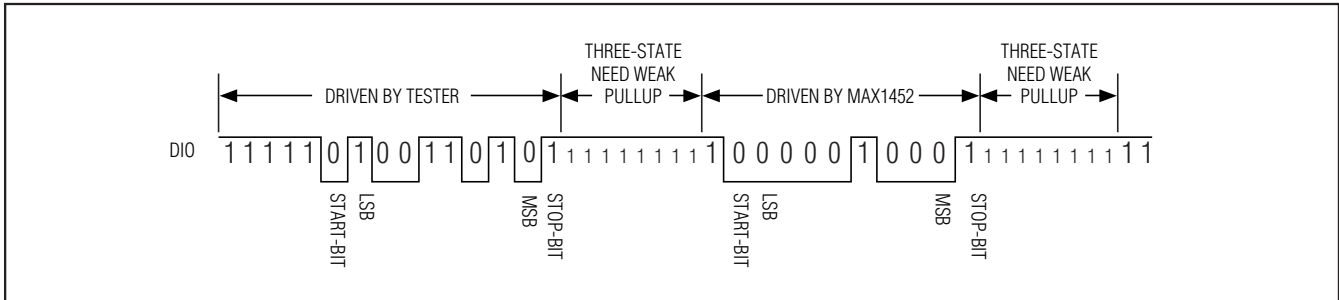 THREE-STATE
NEED WEAK
PULLUP
THREE-STATE
NEED WEAK
PULLUP
DRIVEN BY TESTER
DRIVEN BY MAX1452
DIO
1 1 1 1 1 0 1 0 0 1 1 0 1 0 1 1 1 1 1 1 1 1 1 1 0 0 0 0 0 1 0 0 0 1 1 1 1 1 1 1 1 1 1 1
START-BIT
LSB
MSB
STOP-BIT
START-BIT
LSB
MSB
STOP-BIT